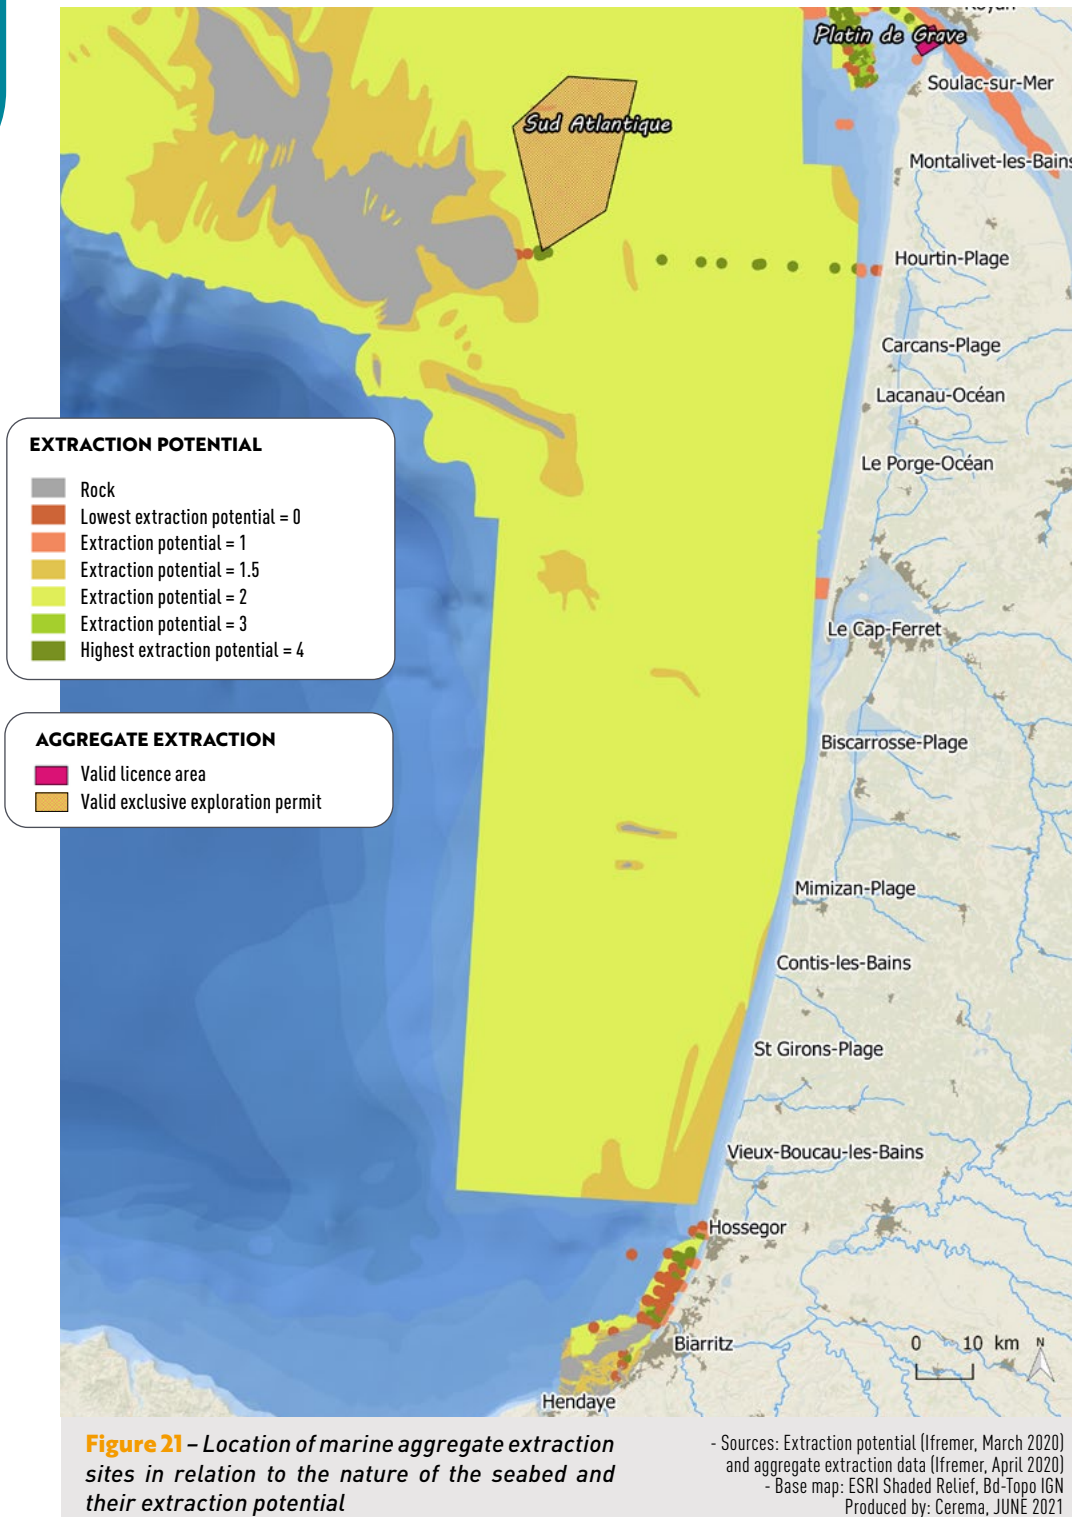 Royan
Platin de Grave
Soulac-sur-Mer
Sud Atlantique
Montalivet-les-Bains
Hourtin-Plage
Carcans-Plage
Lacanau-Océan
Le Porge-Océan
EXTRACTION POTENTIAL
Rock
Lowest extraction potential = 0
Extraction potential = 1
Extraction potential = 1.5
Extraction potential = 2
Extraction potential = 3
Highest extraction potential = 4
Le Cap-Ferret
AGGREGATE EXTRACTION
Valid licence area
Valid exclusive exploration permit
Biscarrosse-Plage
Mimizan-Plage
Contis-les-Bains
St Girons-Plage
Vieux-Boucau-les-Bains
Hossegor
Biarritz
0 10 km N
Hendaye
Figure 21 – Location of marine aggregate extraction
sites in relation to the nature of the seabed and
their extraction potential
- Sources: Extraction potential (Ifremer, March 2020)
and aggregate extraction data (Ifremer, April 2020)
- Base map: ESRI Shaded Relief, Bd-Topo IGN
Produced by: Cerema, JUNE 2021